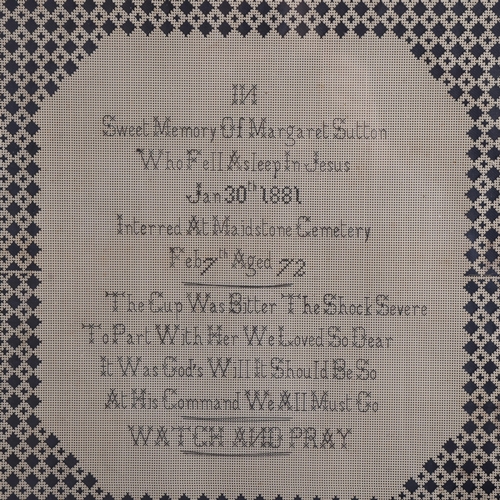 IN
Sweet Memory Of Margaret Sutton
Who Fell Asleep In Jesus
Jan 30th 1881
Interred At Maidstone Cemetery
Feb 7th Aged 72
The Cup Was Bitter The Shock Severe
To Part With Her We Loved So Dear
It Was God's Will It Should Be So
At His Command We All Must Go
WATCH AND PRAY